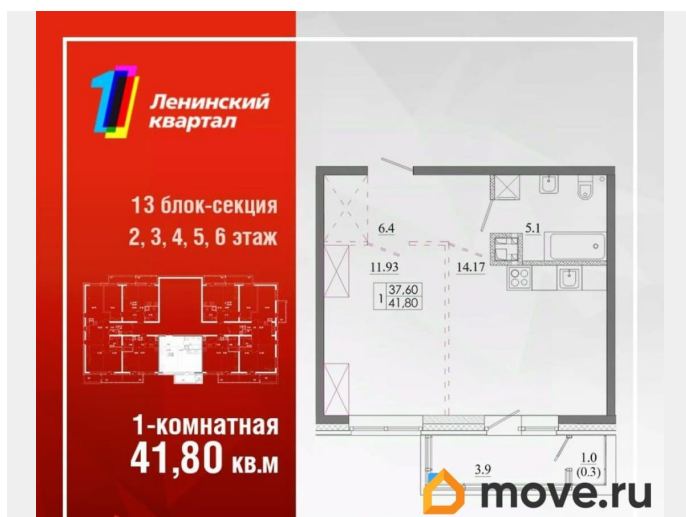 Ленинский
квартал
13 блок-секция
2, 3, 4, 5, 6 этаж
1-комнатная
41,80 кв.м
6.4
5.1
11.93
14.17
1
37,60
41,80
3.9
1.0
(0.3)
move.ru